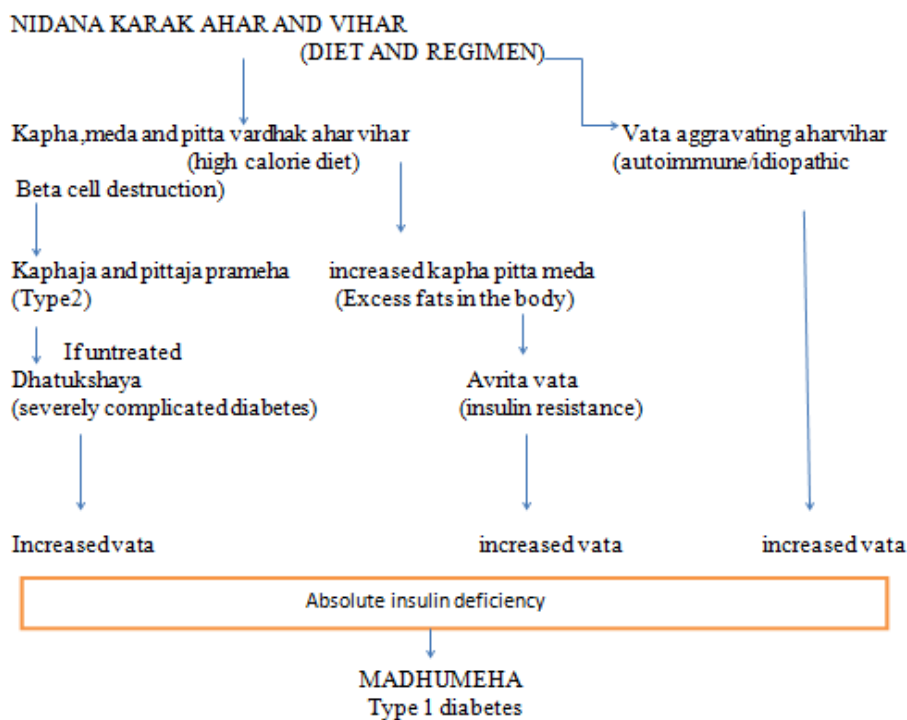 NIDANA KARAK AHAR AND VIHAR
(DIET AND REGIMEN)
Kapha,meda and pitta vardhak ahar vihar
(high calorie diet)
Vata aggravating aharvihar
(autoimmune/idiopathic
Beta cell destruction)
Kaphaja and pittaja prameha
(Type2)
increased kapha pitta meda
(Excess fats in the body)
If untreated
Dhatukshaya
(severely complicated diabetes)
Avrita vata
(insulin resistance)
Increased vata
increased vata
increased vata
Absolute insulin deficiency
MADHUMEHA
Type 1 diabetes